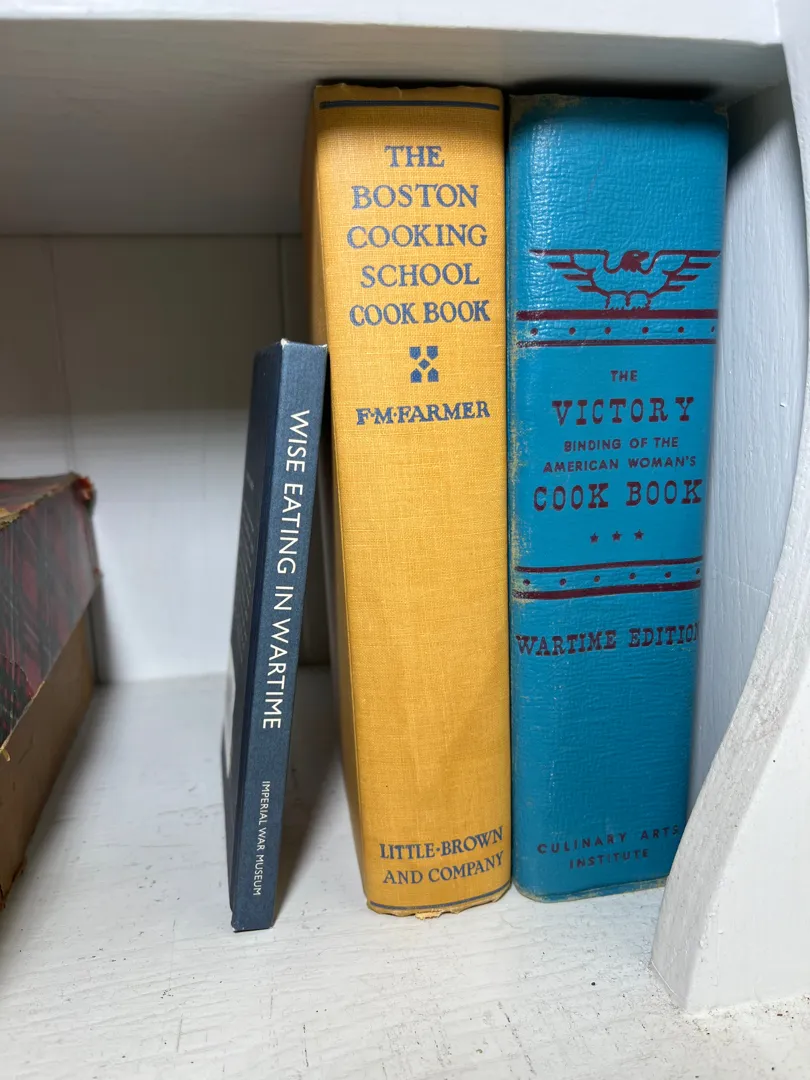 WISE EATING IN WARTIME
IMPERIAL WAR MUSEUM
THE
BOSTON
COOKING
SCHOOL
COOK BOOK
F·M·FARMER
LITTLE·BROWN
AND COMPANY
THE
VICTORY
BINDING OF THE
AMERICAN WOMAN'S
COOK BOOK
WARTIME EDITION
CULINARY ARTS
INSTITUTE